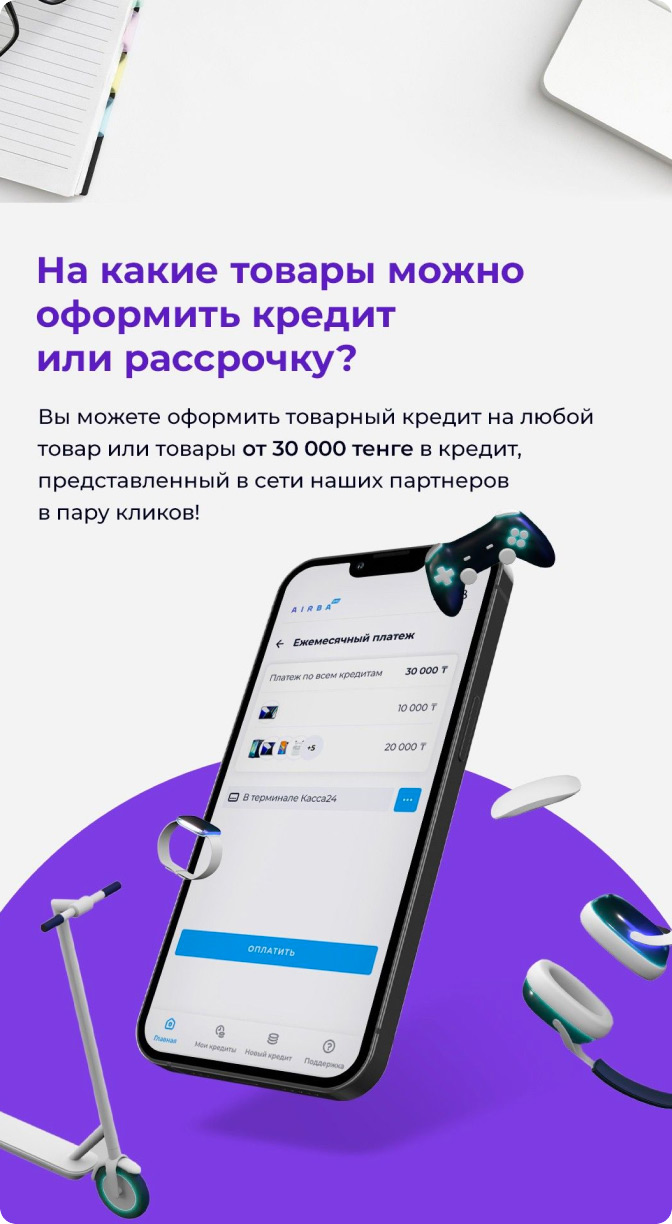 На какие товары можно
оформить кредит
или рассрочку?
Вы можете оформить товарный кредит на любой
товар или товары от 30 000 тенге в кредит,
представленный в сети наших партнеров
в пару кликов!
AIRBA
← Ежемесячный платеж
Платеж по всем кредитам 30 000 ₸
10 000 ₸
+5 20 000 ₸
В терминале Касса24
ОПЛАТИТЬ
Главная Мои кредиты Новый кредит Поддержка